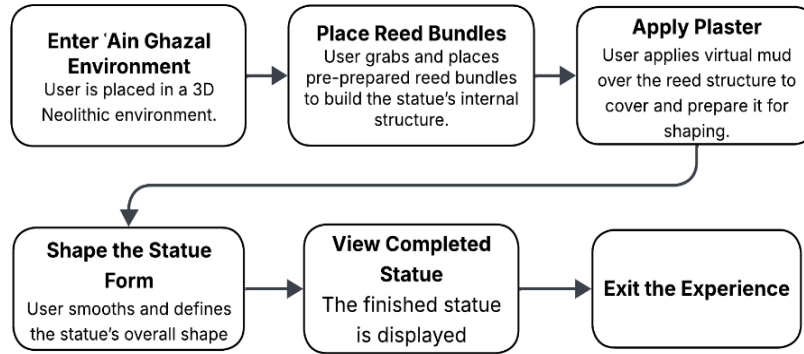 Enter ʿAin Ghazal
Environment
User is placed in a 3D
Neolithic environment.
Place Reed Bundles
User grabs and places
pre-prepared reed bundles
to build the statue's internal
structure.
Apply Plaster
User applies virtual mud
over the reed structure to
cover and prepare it for
shaping.
Shape the Statue
Form
User smooths and defines
the statue's overall shape
View Completed
Statue
The finished statue
is displayed
Exit the Experience